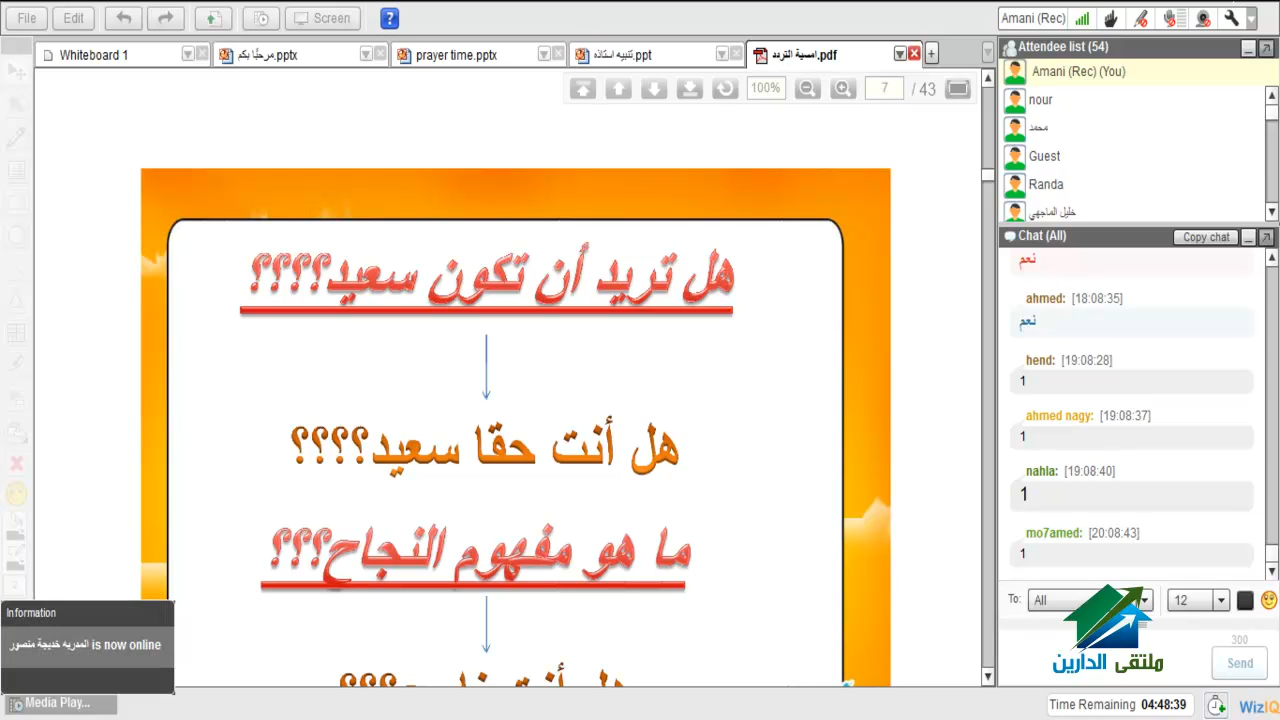 File Edit Screen ? Amani (Rec)
Whiteboard 1 مرحبًا بكم.pptx prayer time.pptx تنبيه استاذه.ppt امسية التردد.pdf +
100% 7 / 43
هل تريد أن تكون سعيد؟؟؟؟
هل أنت حقا سعيد؟؟؟؟
ما هو مفهوم النجاح؟؟؟
Information
المدربه خديجة منصور is now online
Media Play...
Attendee list (54)
Amani (Rec) (You)
nour
محمد
Guest
Randa
خليل الماجهي
Chat (All) Copy chat
نعم
ahmed: [18:08:35]
نعم
hend: [19:08:28]
1
ahmed nagy: [19:08:37]
1
nahla: [19:08:40]
1
mo7amed: [20:08:43]
1
To: All 12
ملتقى الدارين
300
Send
Time Remaining 04:48:39
WizIQ